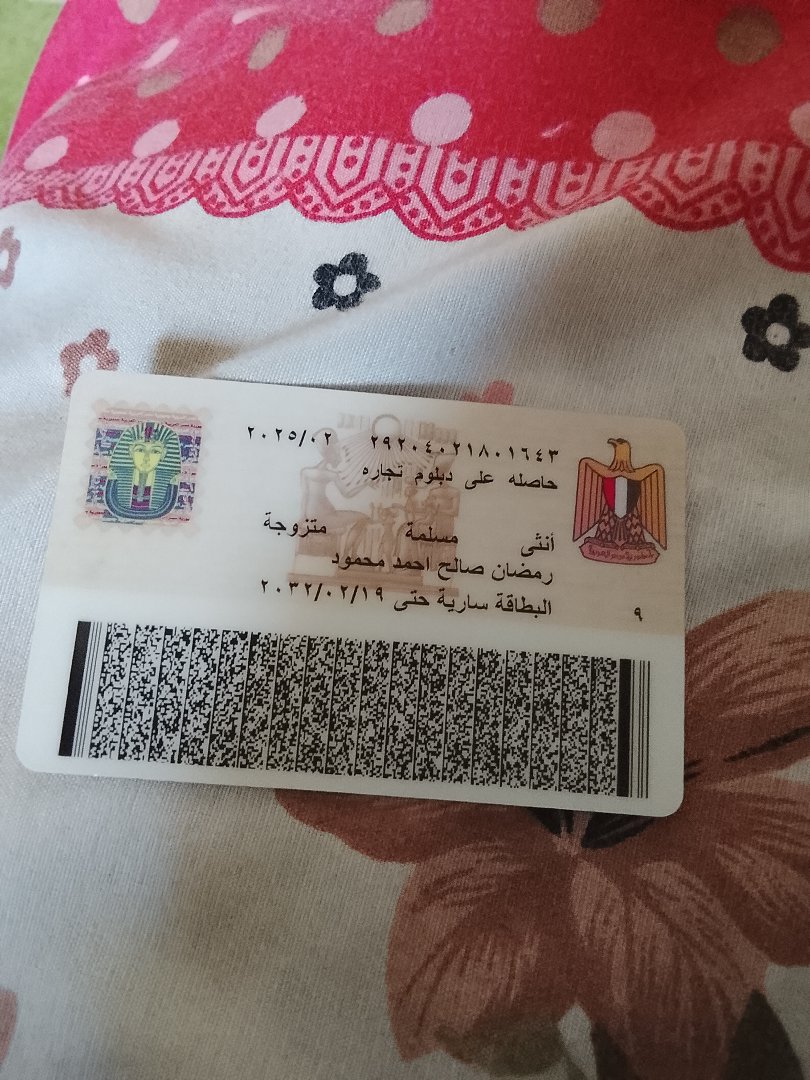 ٢٩٢٠٤٠٢١٨٠١٦٤٣ ٢٠٢٥/٠٢
حاصله على دبلوم تجاره
أنثى مسلمة متزوجة
رمضان صالح احمد محمود
البطاقة سارية حتى ٢٠٣٢/٠٢/١٩
٩